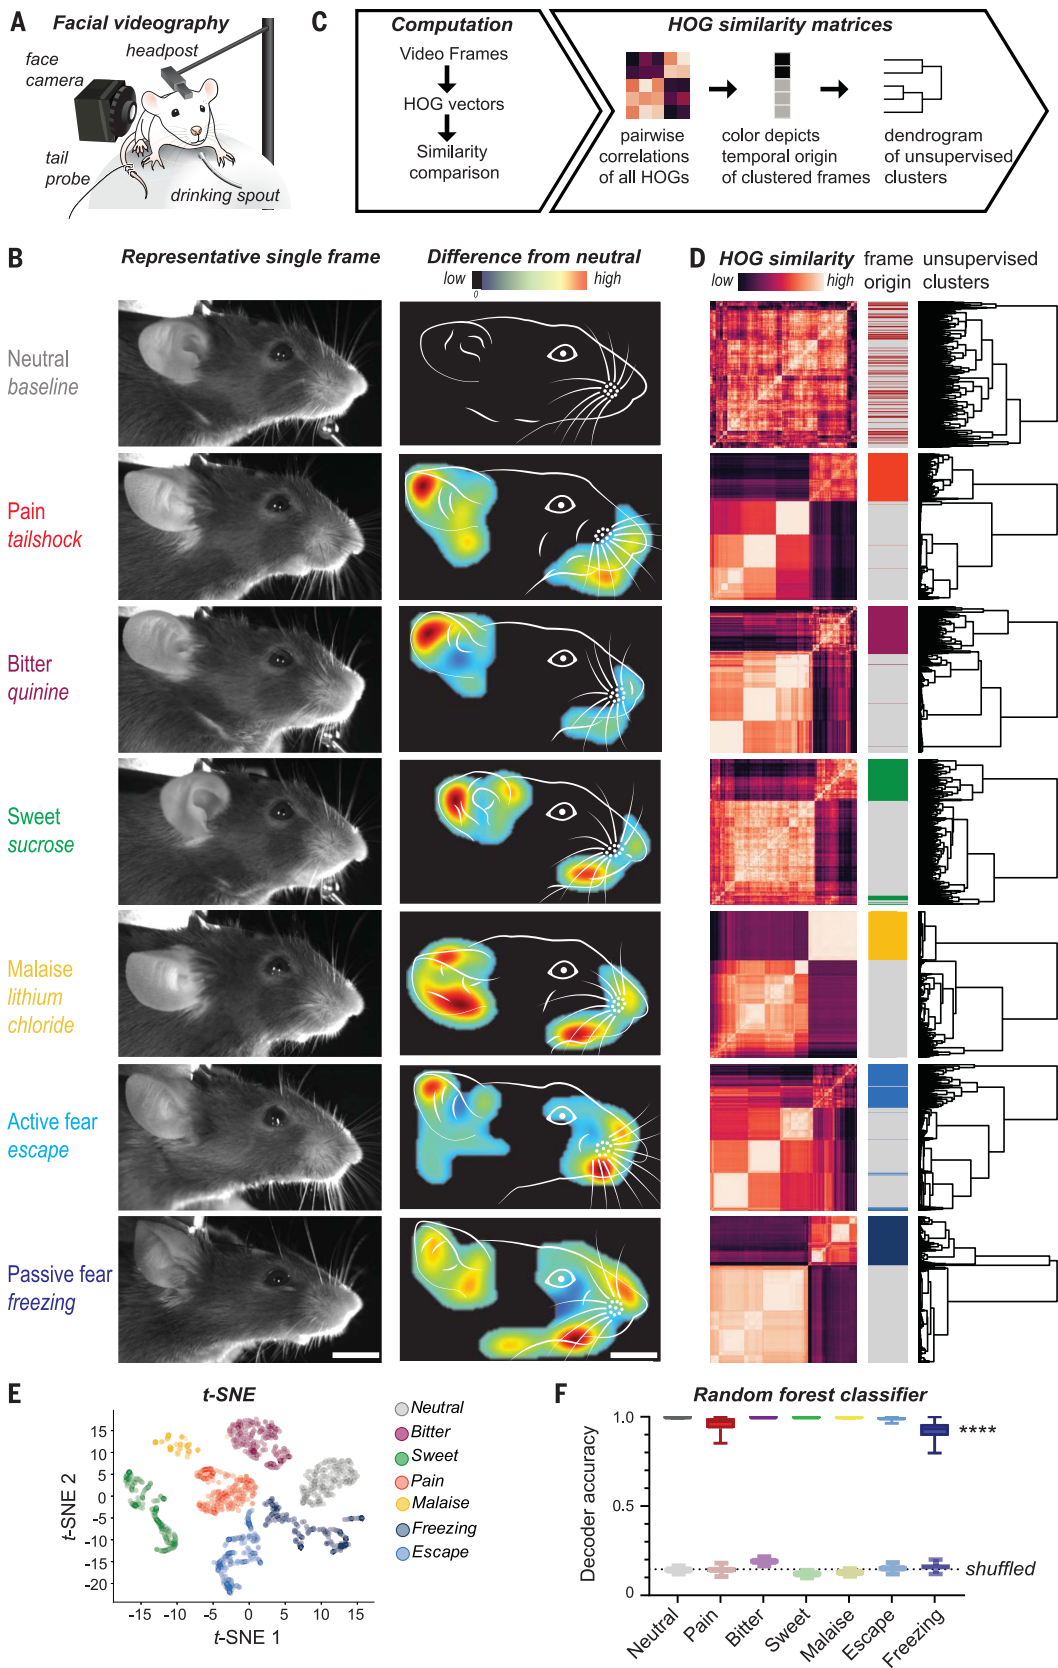 A
Facial videography
headpost
face
camera
tail
probe
drinking spout
C
Computation
Video Frames
HOG vectors
Similarity
comparison
HOG similarity matrices
pairwise
correlations
of all HOGs
color depicts
temporal origin
of clustered frames
dendrogram
of unsupervised
clusters
B
Representative single frame
Difference from neutral
low
high
0
D
HOG similarity
low
high
frame
origin
unsupervised
clusters
Neutral
baseline
Pain
tailshock
Bitter
quinine
Sweet
sucrose
Malaise
lithium
chloride
Active fear
escape
Passive fear
freezing
E
t-SNE
t-SNE 2
15
10
5
0
-5
-10
-15
-20
-15
-10
-5
0
5
10
15
t-SNE 1
Neutral
Bitter
Sweet
Pain
Malaise
Freezing
Escape
F
Random forest classifier
Decoder accuracy
1.0
0.5
0
****
shuffled
Neutral
Pain
Bitter
Sweet
Malaise
Escape
Freezing